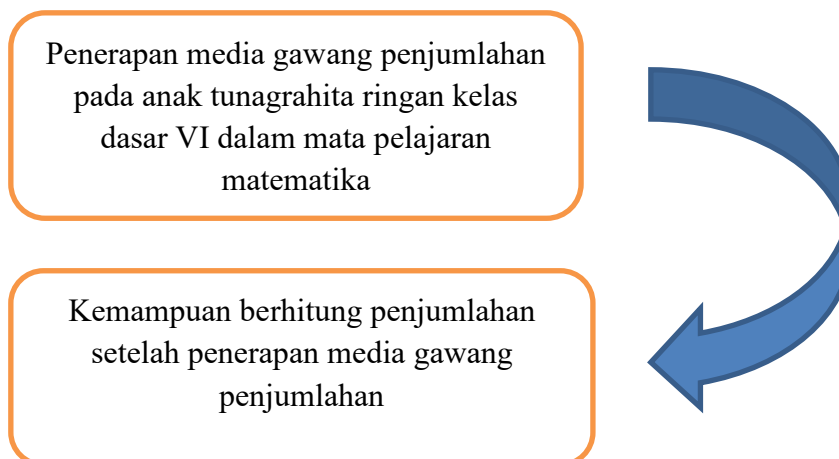 Penerapan media gawang penjumlahan
pada anak tunagrahita ringan kelas
dasar VI dalam mata pelajaran
matematika
Kemampuan berhitung penjumlahan
setelah penerapan media gawang
penjumlahan